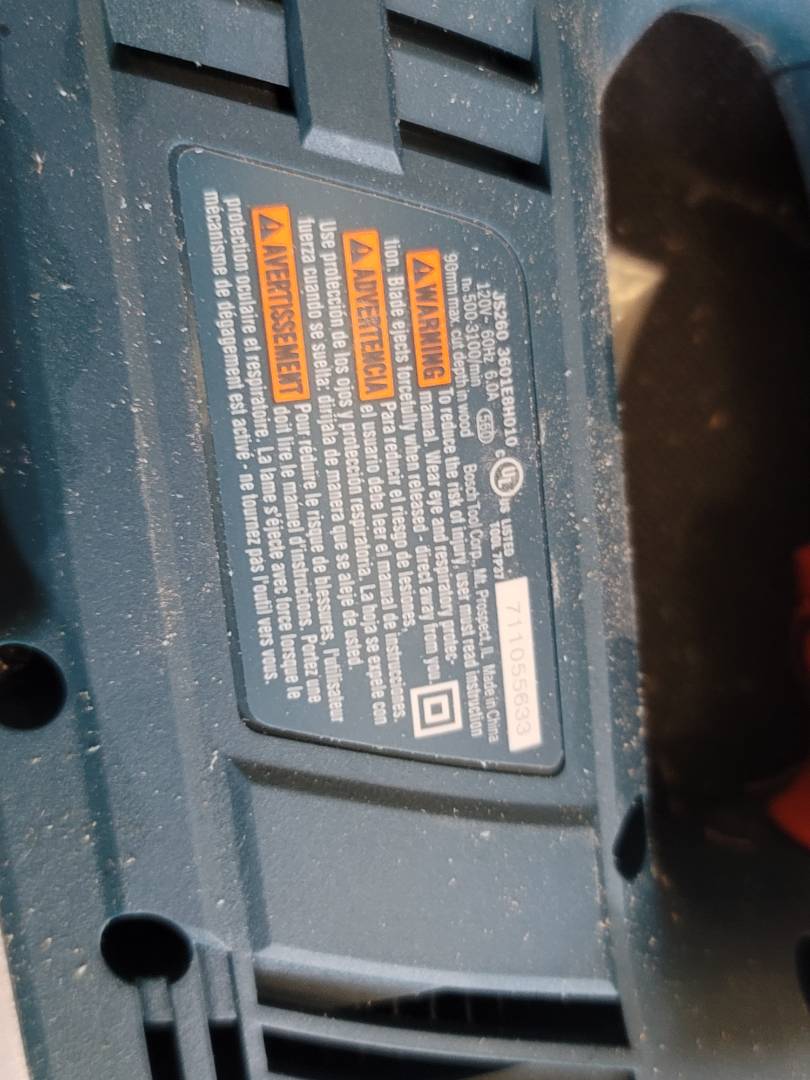 JS260 3601E8H010
120V~ 60Hz 6.0A
n₀ 500-3100/min
90mm max. cut depth in wood
c UL us LISTED
TOOL 7P27
711055633
Bosch Tool Corp., Mt. Prospect, IL Made in China
WARNING To reduce the risk of injury, user must read instruction
manual. Wear eye and respiratory protec-
tion. Blade ejects forcefully when released - direct away from you.
ADVERTENCIA Para reducir el riesgo de lesiones,
el usuario debe leer el manual de instrucciones.
Use protección de los ojos y protección respiratoria. La hoja se expele con
fuerza cuando se suelta: diríjala de manera que se aleje de usted.
AVERTISSEMENT Pour réduire le risque de blessures, l'utilisateur
doit lire le manuel d'instructions. Portez une
protection oculaire et respiratoire. La lame s'éjecte avec force lorsque le
mécanisme de dégagement est activé - ne tournez pas l'outil vers vous.